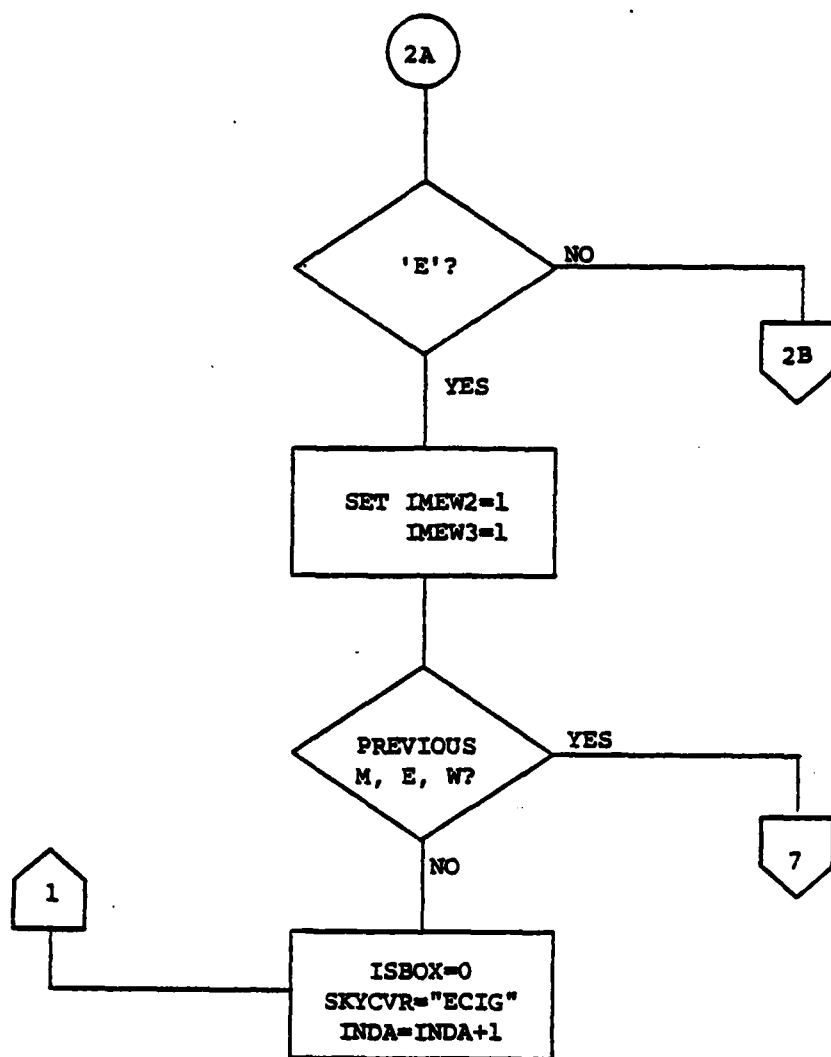 2A
'E'?
NO
2B
YES
SET IMEW2=1
IMEW3=1
PREVIOUS
M, E, W?
YES
7
NO
1
ISBOX=0
SKYCVR="ECIG"
INDA=INDA+1